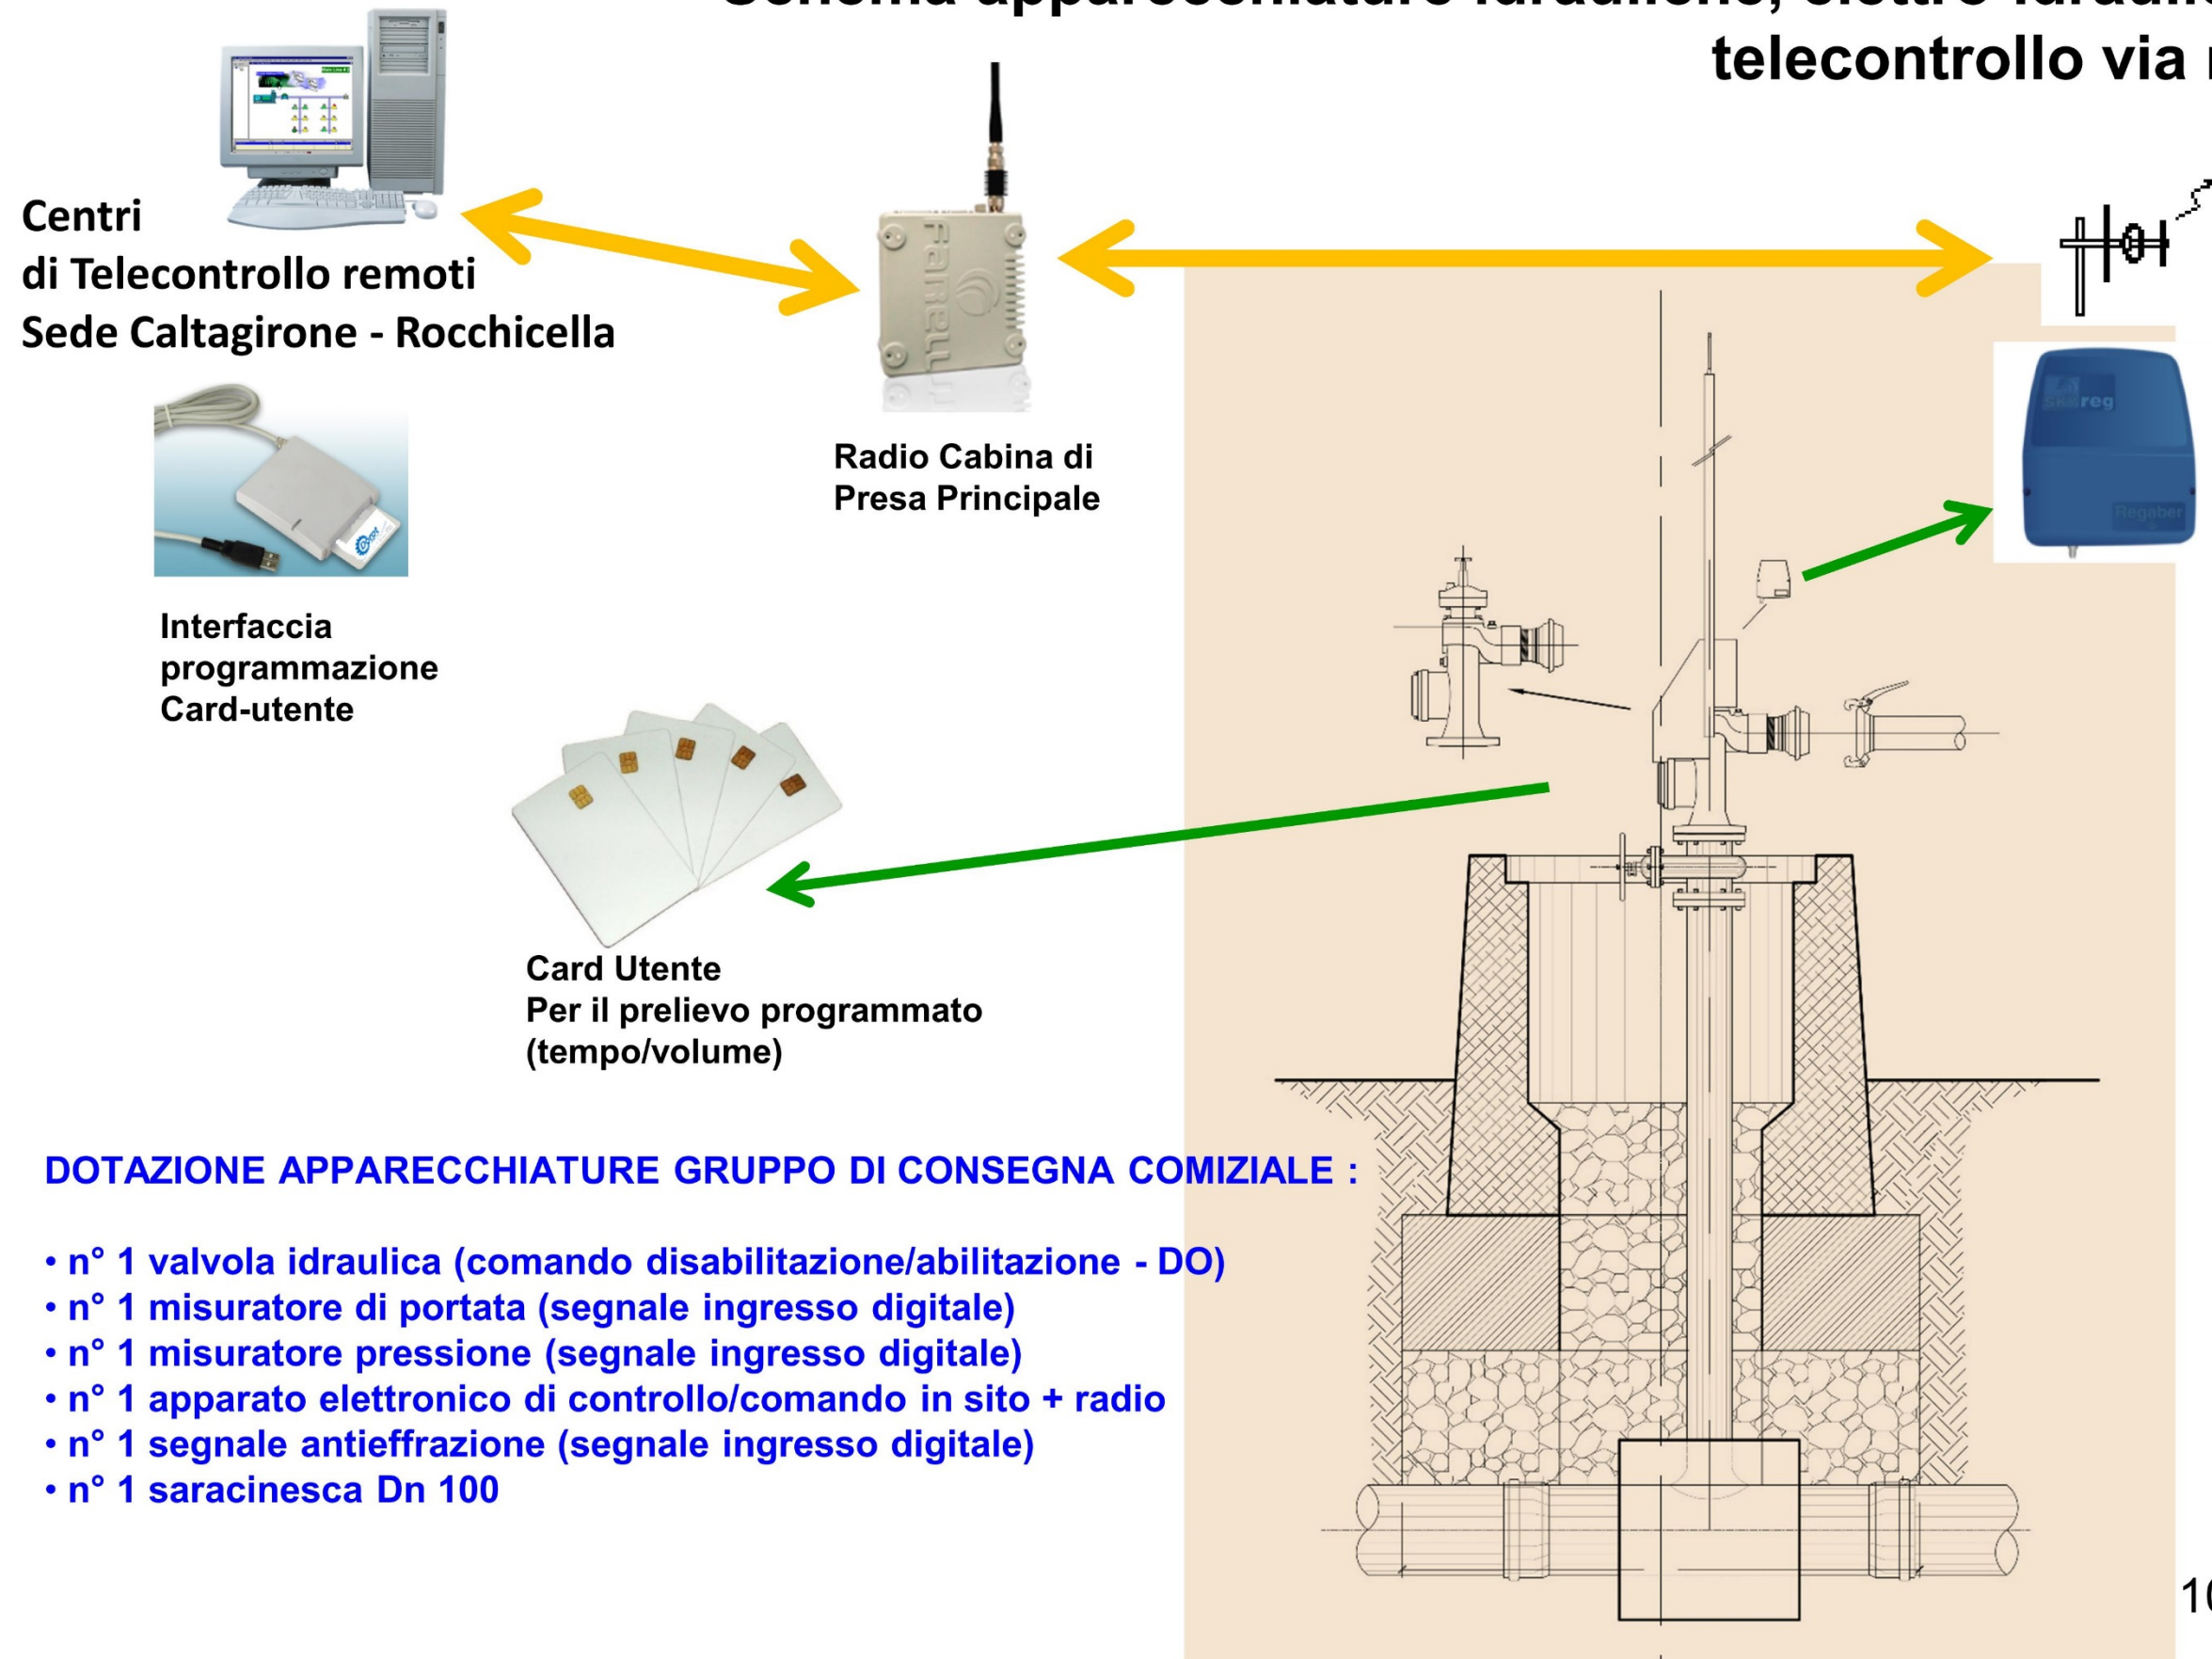 telecontrollo via
Centri
di Telecontrollo remoti
Sede Caltagirone - Rocchicella
FARELL
SKYreg
Regaber
Radio Cabina di
Presa Principale
Interfaccia
programmazione
Card-utente
Card Utente
Per il prelievo programmato
(tempo/volume)
DOTAZIONE APPARECCHIATURE GRUPPO DI CONSEGNA COMIZIALE :
• n° 1 valvola idraulica (comando disabilitazione/abilitazione - DO)
• n° 1 misuratore di portata (segnale ingresso digitale)
• n° 1 misuratore pressione (segnale ingresso digitale)
• n° 1 apparato elettronico di controllo/comando in sito + radio
• n° 1 segnale antieffrazione (segnale ingresso digitale)
• n° 1 saracinesca Dn 100